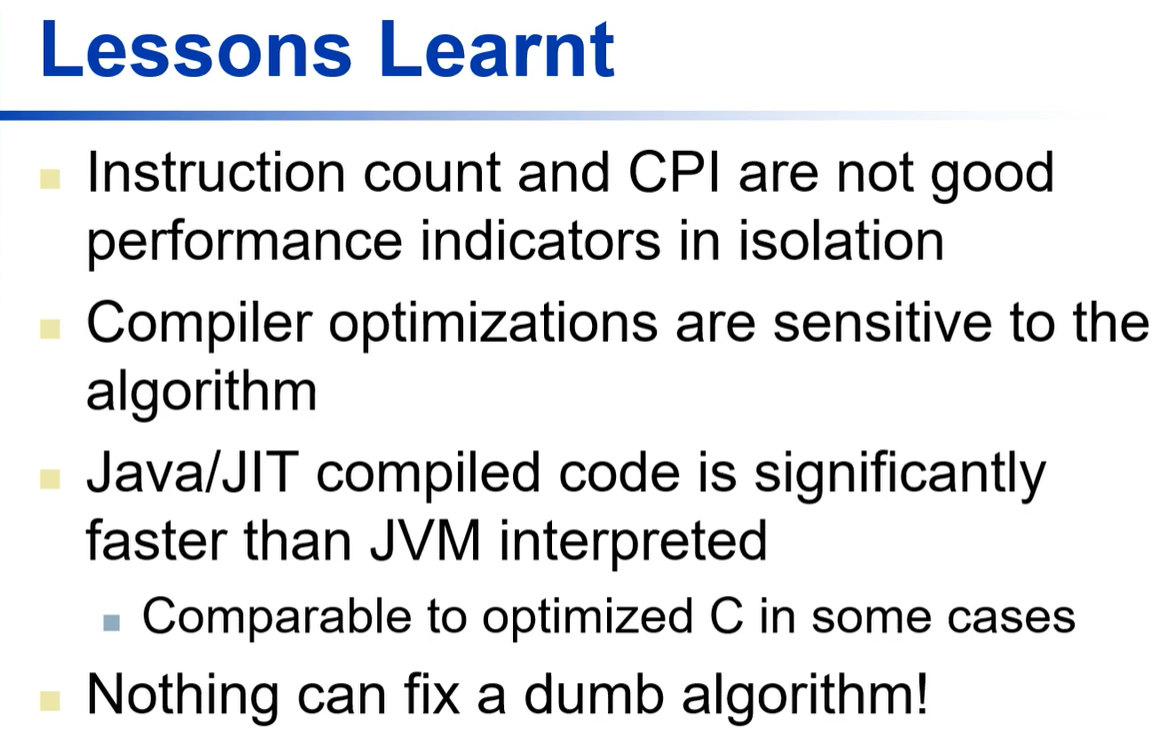 Lessons Learnt
Instruction count and CPI are not good
performance indicators in isolation
Compiler optimizations are sensitive to the
algorithm
Java/JIT compiled code is significantly
faster than JVM interpreted
Comparable to optimized C in some cases
Nothing can fix a dumb algorithm!